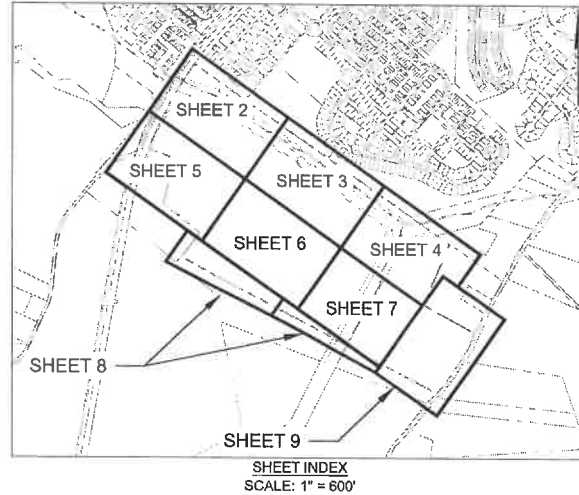 SHEET 2
SHEET 3
SHEET 5
SHEET 4
SHEET 6
SHEET 7
SHEET 8
SHEET 9
SHEET INDEX
SCALE: 1" = 600'